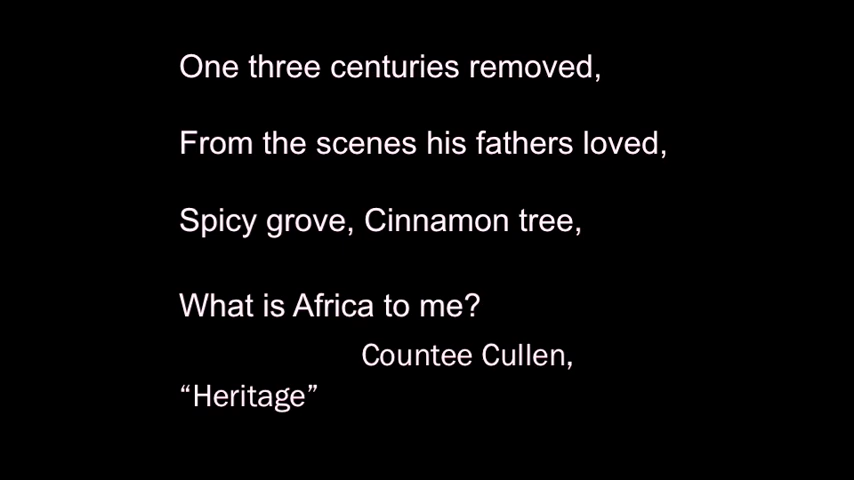 One three centuries removed,
From the scenes his fathers loved,
Spicy grove, Cinnamon tree,
What is Africa to me?
Countee Cullen,
“Heritage”